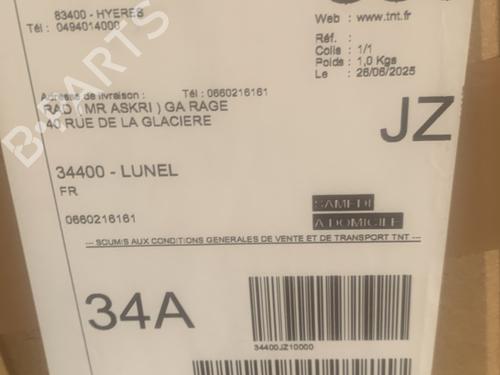 83400 - HYERES
Tél : 0494014000
Web : www.tnt.fr
Réf. :
Colis : 1/1
Poids : 1,0 Kgs
Le : 26/06/2025
Adresse de livraison : Tél : 0660216161
RAD ( MR ASKRI ) GA RAGE
40 RUE DE LA GLACIERE
JZ
34400 - LUNEL
FR
0660216161
SAMEDI
A DOMICILE
--- SOUMIS AUX CONDITIONS GENERALES DE VENTE ET DE TRANSPORT TNT ---
34A
34400JZ10000
B-PARTS